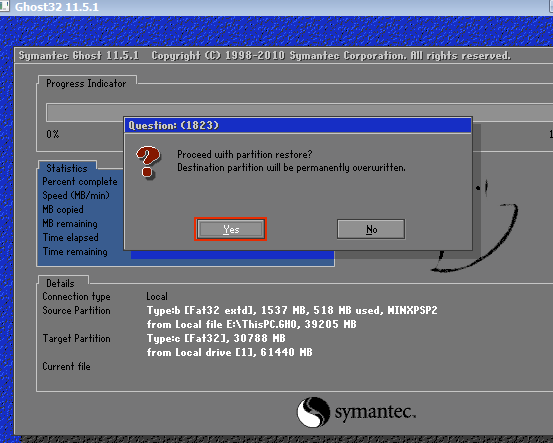 Ghost32 11.5.1
Symantec Ghost 11.5.1 Copyright (C) 1998-2010 Symantec Corporation. All rights reserved.
Progress Indicator
0%
Question: (1823)
Proceed with partition restore?
Destination partition will be permanently overwritten.
Yes No
Statistics
Percent complete
Speed (MB/min)
MB copied
MB remaining
Time elapsed
Time remaining
Details
Connection type Local
Source Partition Type:b [Fat32 extd], 1537 MB, 518 MB used, MINXPSP2
from Local file E:\ThisPC.GHO, 39205 MB
Target Partition Type:c [Fat32], 30788 MB
from Local drive [1], 61440 MB
Current file
symantec.